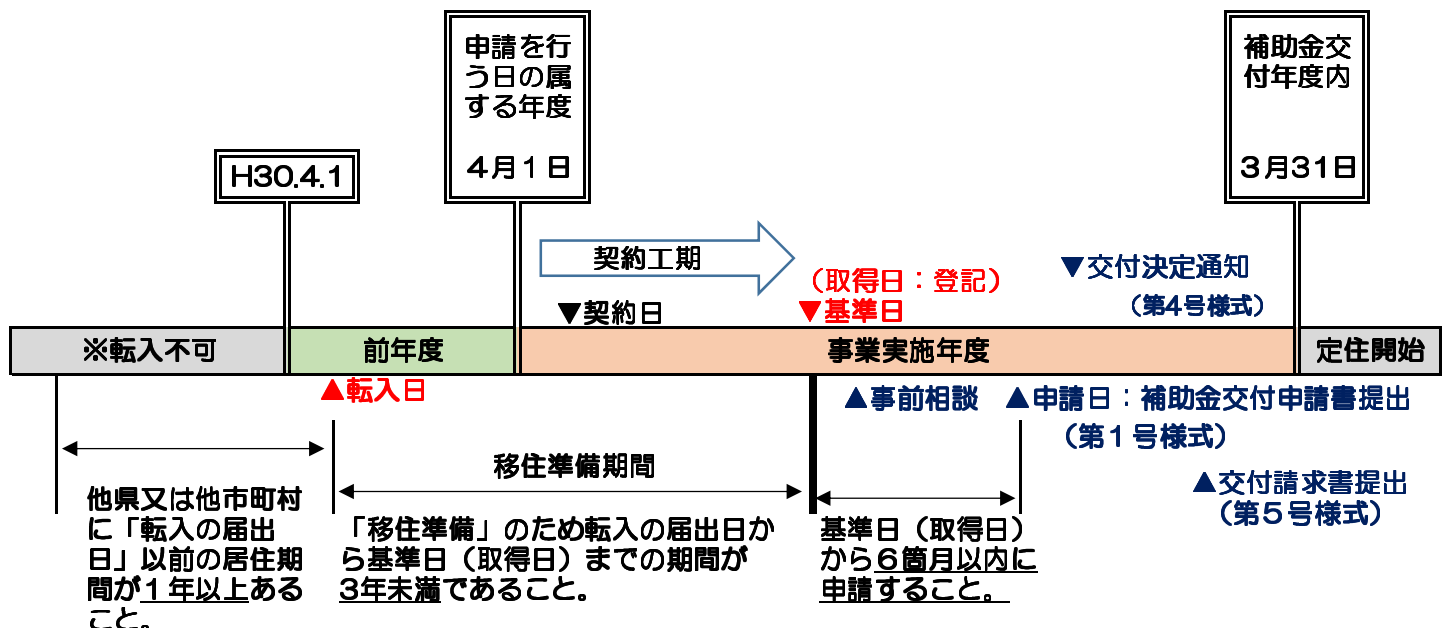 申請を行
う日の属
する年度
４月１日
補助金交
付年度内
３月３１日
H30.4.1
契約工期
（取得日：登記）
▼交付決定通知
（第4号様式）
▼契約日
▼基準日
※転入不可
前年度
事業実施年度
定住開始
▲転入日
▲事前相談
▲申請日：補助金交付申請書提出
（第１号様式）
移住準備期間
▲交付請求書提出
（第５号様式）
他県又は他市町村
に「転入の届出
日」以前の居住期
間が１年以上ある
こと。
「移住準備」のため転入の届出日か
ら基準日（取得日）までの期間が
3年未満であること。
基準日（取得日）
から６箇月以内に
申請すること。